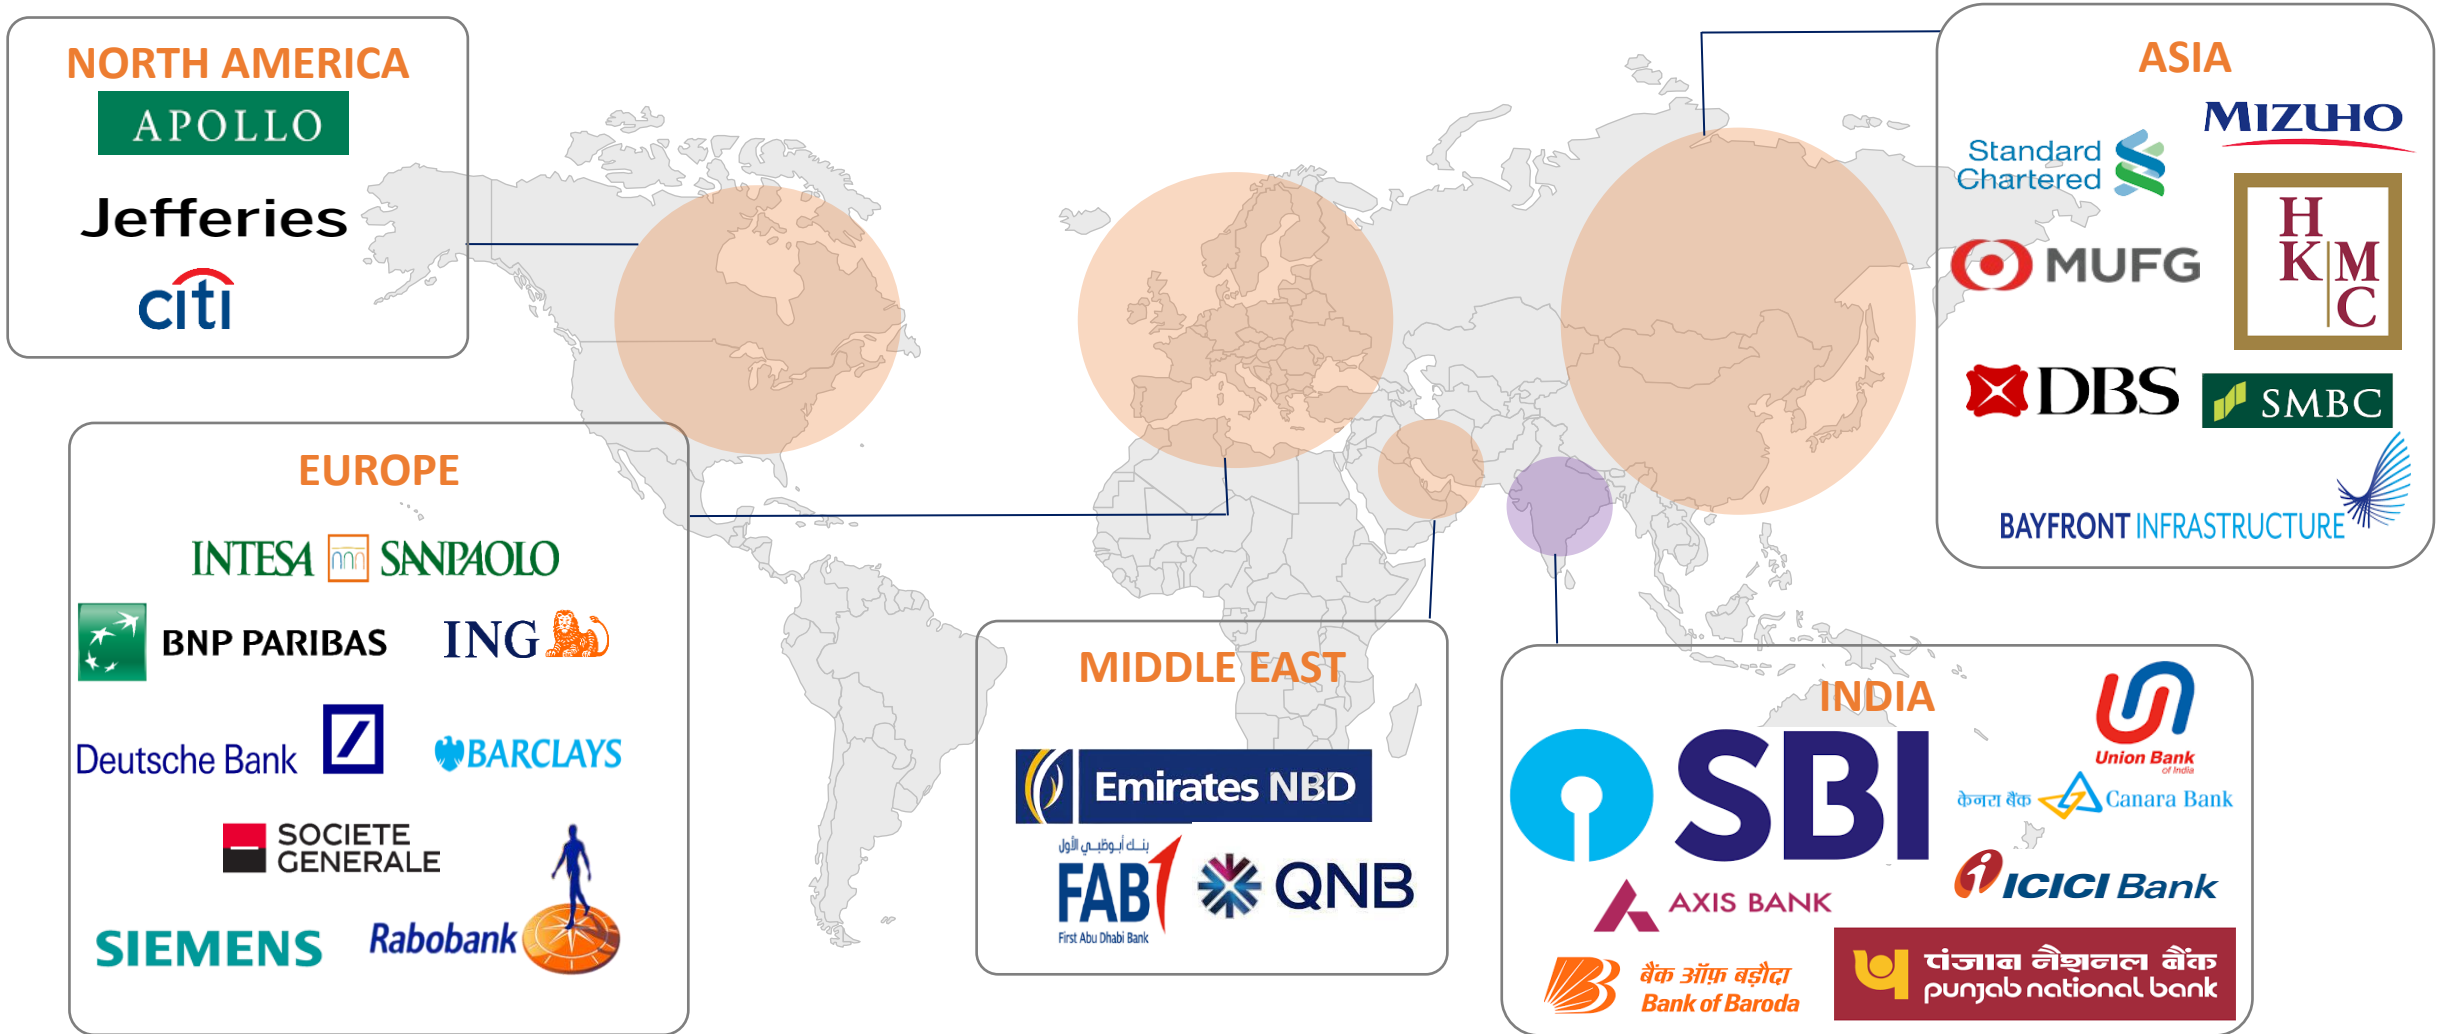 NORTH AMERICA
APOLLO
Jefferies
citi
EUROPE
INTESA SANPAOLO
BNP PARIBAS
ING
Deutsche Bank
BARCLAYS
SOCIETE
GENERALE
SIEMENS
Rabobank
MIDDLE EAST
Emirates NBD
بنك أبوظبي الأول
FAB
First Abu Dhabi Bank
QNB
ASIA
MIZUHO
Standard
Chartered
MUFG
H
K M
C
DBS
SMBC
BAYFRONT INFRASTRUCTURE
INDIA
SBI
Union Bank
of India
केनरा बैंक Canara Bank
AXIS BANK
ICICI Bank
बैंक ऑफ़ बड़ौदा
Bank of Baroda
पंजाब नैशनल बैंक
punjab national bank